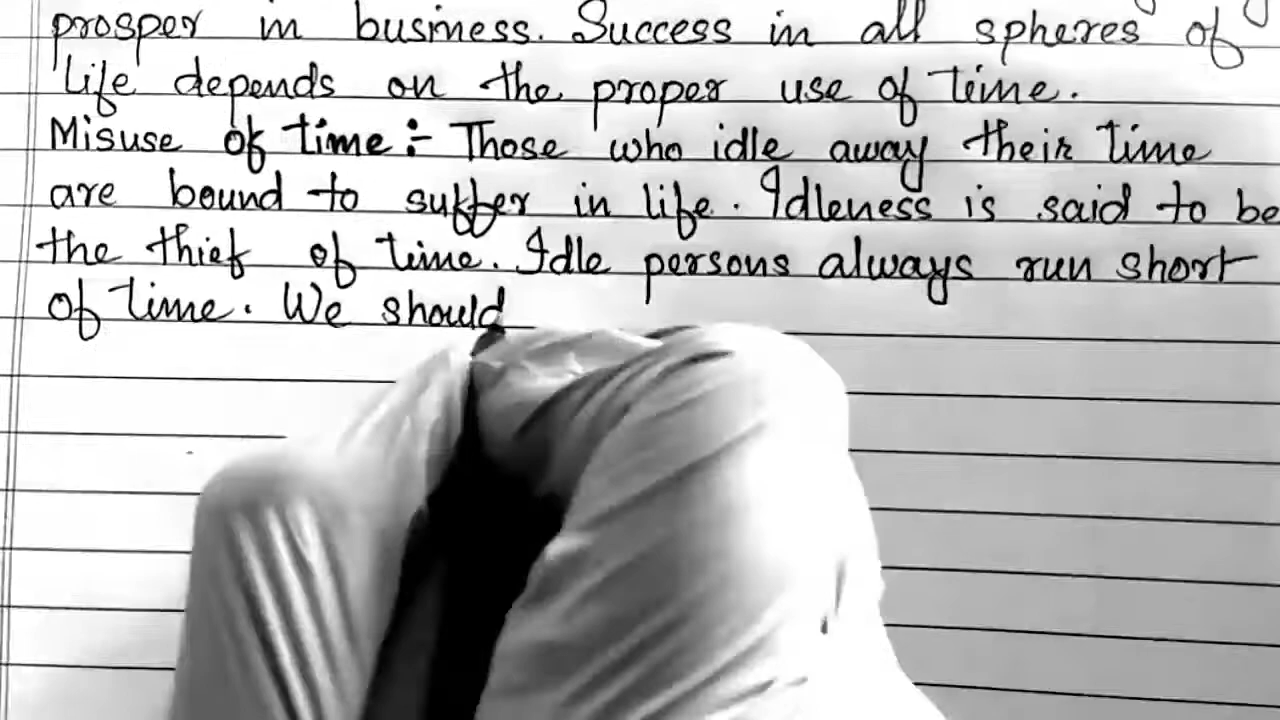 prosper in business. Success in all spheres of
life depends on the proper use of time.
Misuse of time :- Those who idle away their time
are bound to suffer in life. Idleness is said to be
the thief of time. Idle persons always run short
of time. We should